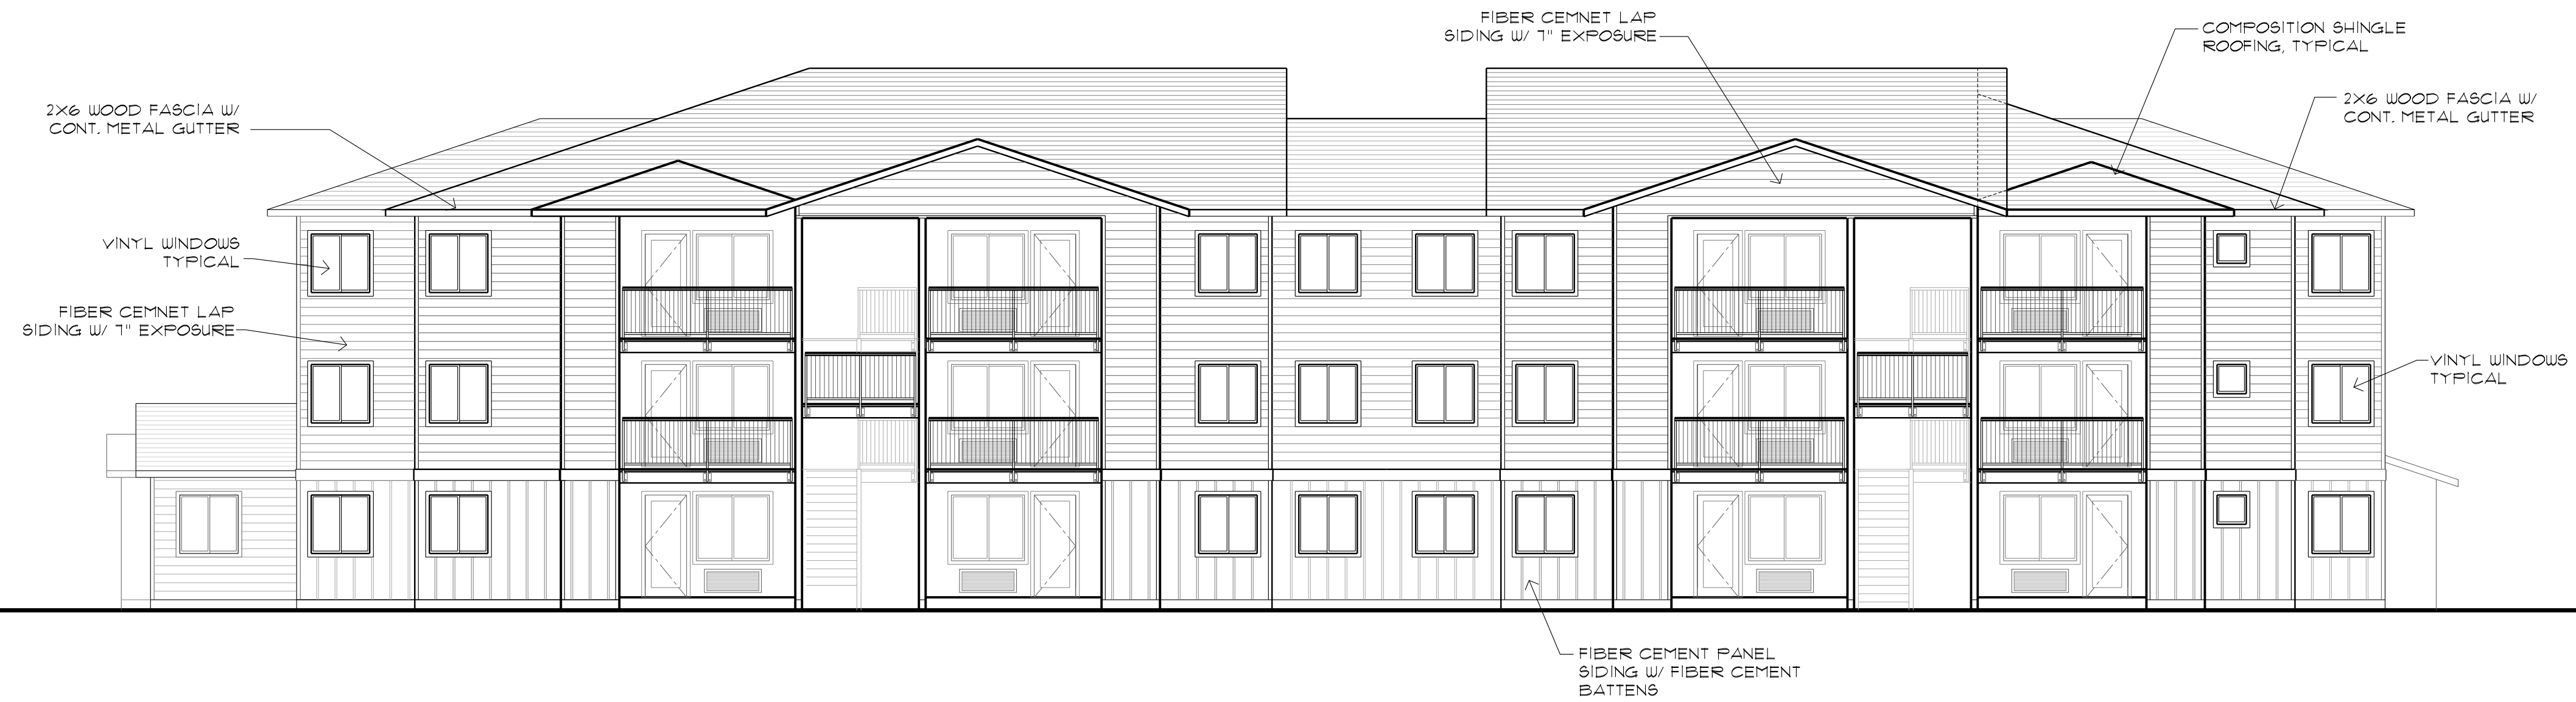 FIBER CEMNET LAP
SIDING W/ 7" EXPOSURE
COMPOSITION SHINGLE
ROOFING, TYPICAL
2X6 WOOD FASCIA W/
CONT. METAL GUTTER
2X6 WOOD FASCIA W/
CONT. METAL GUTTER
VINYL WINDOWS
TYPICAL
FIBER CEMNET LAP
SIDING W/ 7" EXPOSURE
VINYL WINDOWS
TYPICAL
FIBER CEMENT PANEL
SIDING W/ FIBER CEMENT
BATTENS